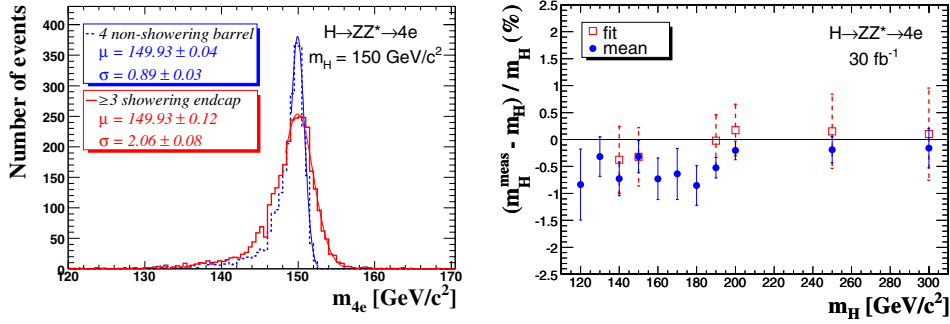 4 non-showering barrel
μ = 149.93 ± 0.04
σ = 0.89 ± 0.03
≥3 showering endcap
μ = 149.93 ± 0.12
σ = 2.06 ± 0.08
H→ZZ*→4e
m_H = 150 GeV/c²
Number of events
450
400
350
300
250
200
150
100
50
0
120 130 140 150 160 170
m_4e [GeV/c²]
fit
mean
H→ZZ*→4e
30 fb⁻¹
(m_H^meas - m_H) / m_H (%)
2.5
2
1.5
1
0.5
0
-0.5
-1
-1.5
-2
-2.5
120 140 160 180 200 220 240 260 280 300
m_H [GeV/c²]